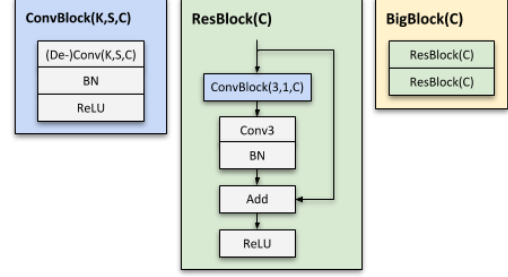 ConvBlock(K,S,C)
(De-)Conv(K,S,C)
BN
ReLU
ResBlock(C)
ConvBlock(3,1,C)
Conv3
BN
Add
ReLU
BigBlock(C)
ResBlock(C)
ResBlock(C)